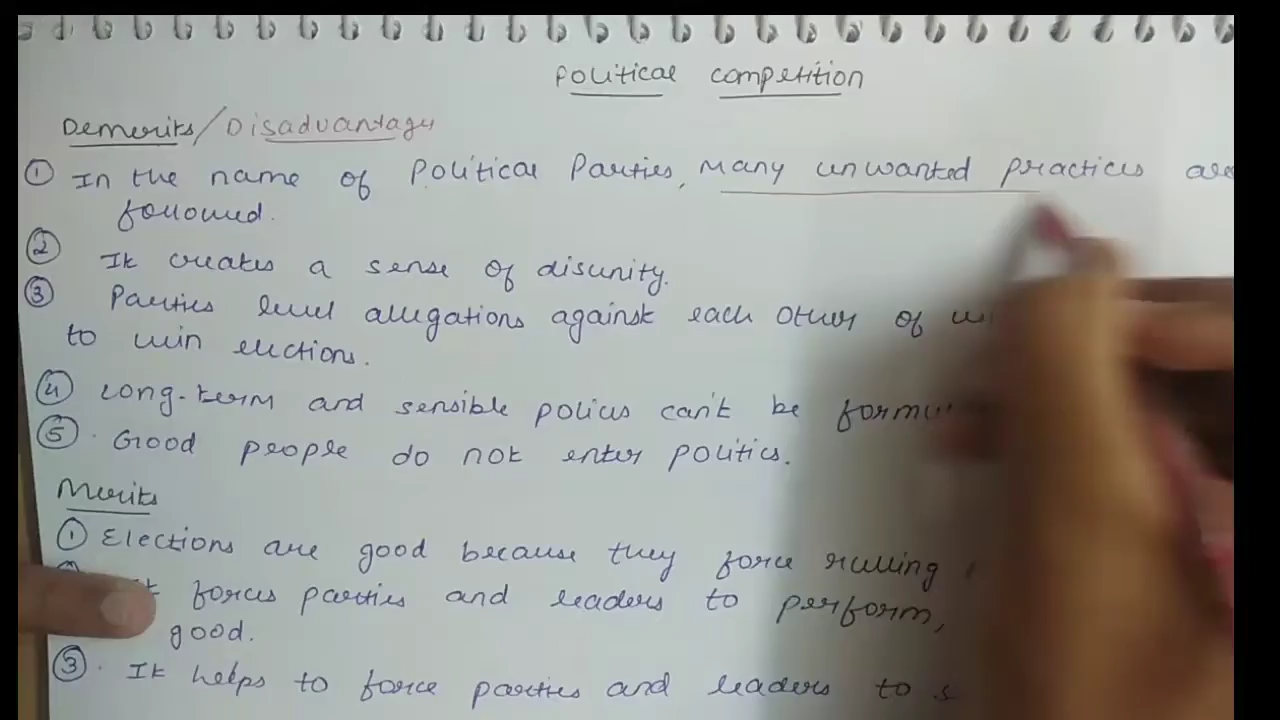 Political Competition
Demerits/Disadvantage
① In the name of Political Parties, Many unwanted practices are
followed.
② It creates a sense of disunity.
③ Parties level allegations against each other of
to win elections.
④ Long-term and sensible policies can't be
⑤ . Good people do not enter politics.
Merits
① Elections are good because they force rulling
forces parties and leaders to perform,
good.
③ . It helps to force parties and leaders to